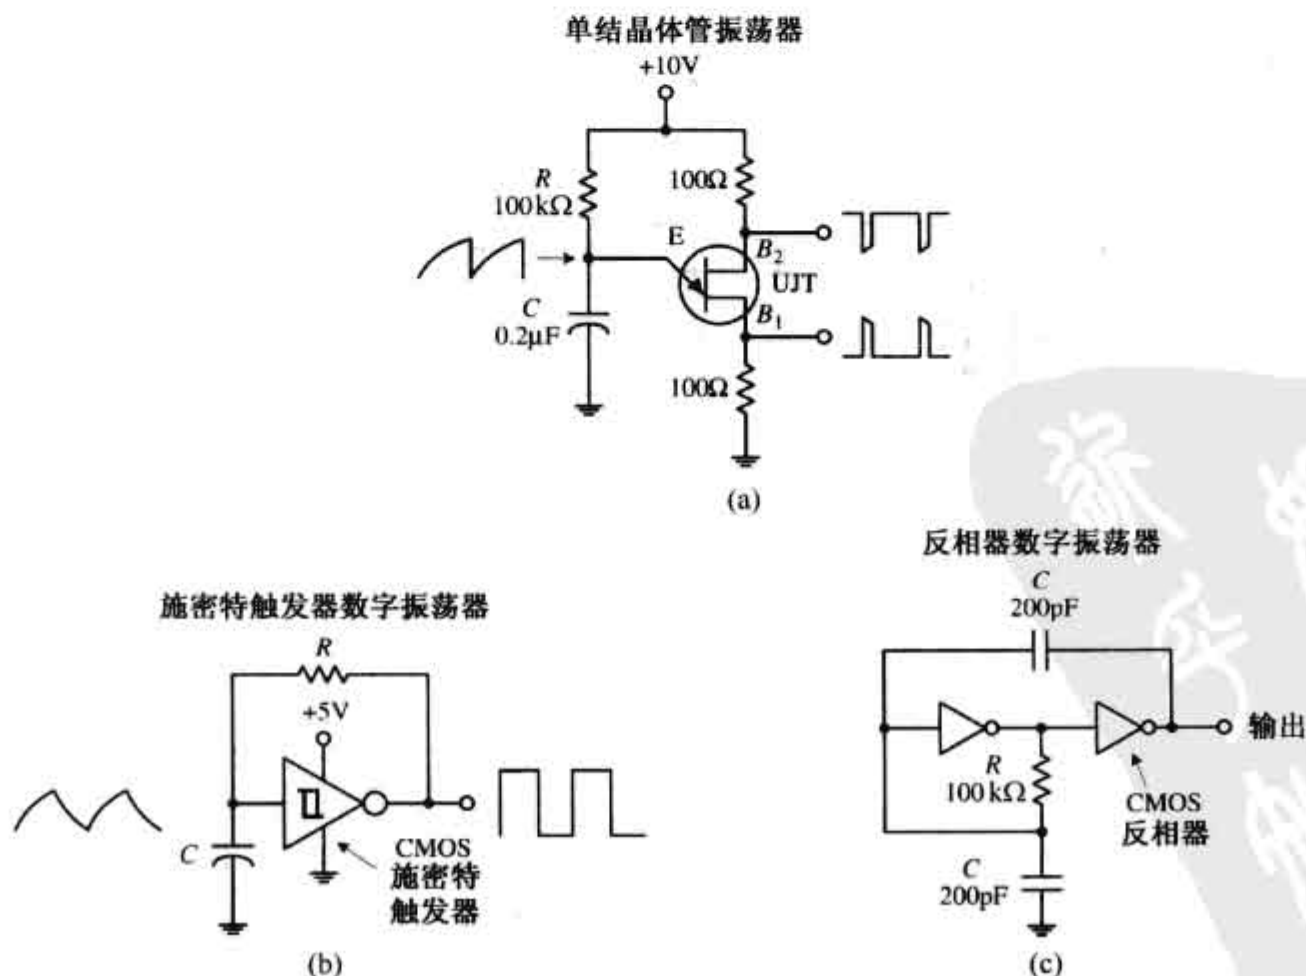 单结晶体管振荡器
+10V
R
100kΩ
100Ω
E
B2
UJT
C
0.2μF
B1
100Ω
(a)
施密特触发器数字振荡器
R
+5V
C
CMOS
施密特
触发器
(b)
反相器数字振荡器
C
200pF
输出
R
100kΩ
CMOS
反相器
C
200pF
(c)